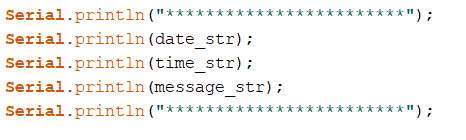 Serial.println("************************");
Serial.println(date_str);
Serial.println(time_str);
Serial.println(message_str);
Serial.println("************************");